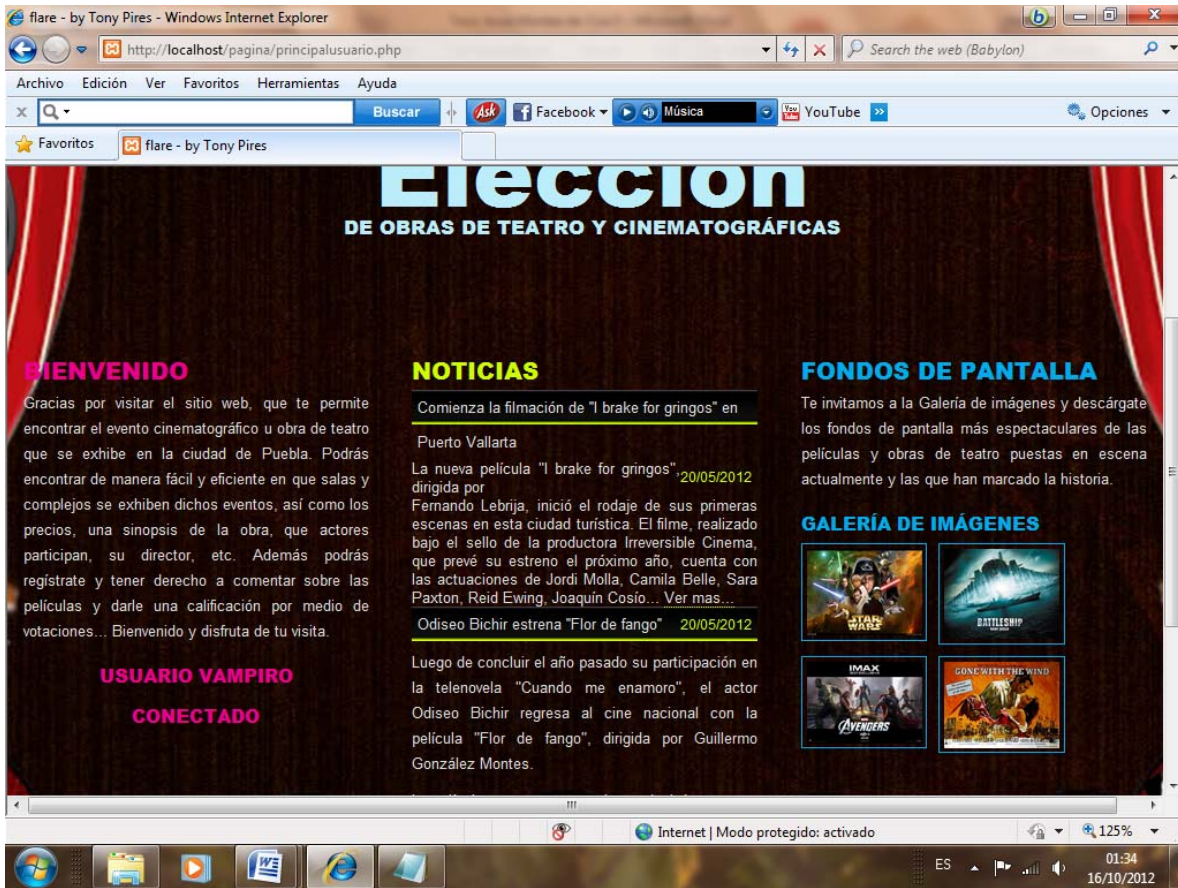 flare - by Tony Pires - Windows Internet Explorer
http://localhost/pagina/principalusuario.php
Search the web (Babylon)
Archivo Edición Ver Favoritos Herramientas Ayuda
Buscar Ask Facebook Música YouTube Opciones
Favoritos flare - by Tony Pires
Elección
DE OBRAS DE TEATRO Y CINEMATOGRÁFICAS
BIENVENIDO
Gracias por visitar el sitio web, que te permite
encontrar el evento cinematográfico u obra de teatro
que se exhibe en la ciudad de Puebla. Podrás
encontrar de manera fácil y eficiente en que salas y
complejos se exhiben dichos eventos, así como los
precios, una sinopsis de la obra, que actores
participan, su director, etc. Además podrás
regístrate y tener derecho a comentar sobre las
películas y darle una calificación por medio de
votaciones... Bienvenido y disfruta de tu visita.
USUARIO VAMPIRO
CONECTADO
NOTICIAS
Comienza la filmación de "I brake for gringos" en
Puerto Vallarta
La nueva película "I brake for gringos", 20/05/2012
dirigida por
Fernando Lebrija, inició el rodaje de sus primeras
escenas en esta ciudad turística. El filme, realizado
bajo el sello de la productora Irreversible Cinema,
que prevé su estreno el próximo año, cuenta con
las actuaciones de Jordi Molla, Camila Belle, Sara
Paxton, Reid Ewing, Joaquín Cosío... Ver mas...
Odiseo Bichir estrena "Flor de fango" 20/05/2012
Luego de concluir el año pasado su participación en
la telenovela "Cuando me enamoro", el actor
Odiseo Bichir regresa al cine nacional con la
película "Flor de fango", dirigida por Guillermo
González Montes.
FONDOS DE PANTALLA
Te invitamos a la Galería de imágenes y descárgate
los fondos de pantalla más espectaculares de las
películas y obras de teatro puestas en escena
actualmente y las que han marcado la historia.
GALERÍA DE IMÁGENES
STAR WARS
BATTLESHIP
IMAX
AVENGERS
GONE WITH THE WIND
Internet | Modo protegido: activado
125%
ES
01:34
16/10/2012